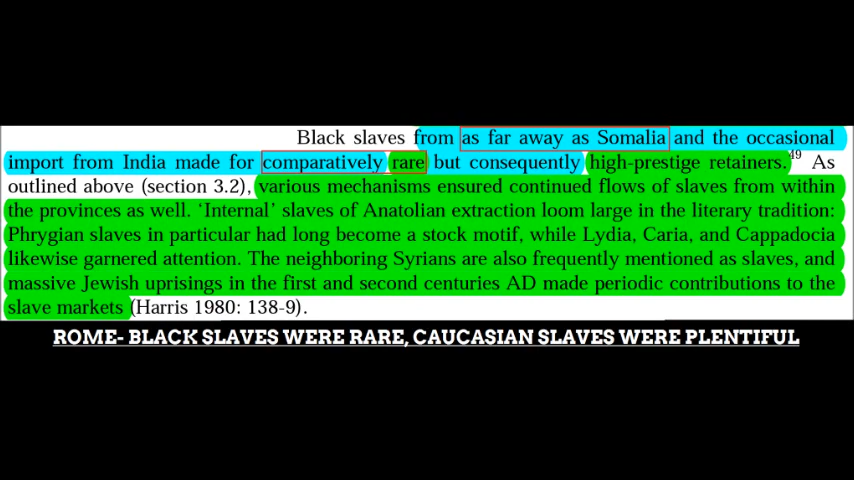 Black slaves from as far away as Somalia and the occasional
import from India made for comparatively rare but consequently high-prestige retainers.49 As
outlined above (section 3.2), various mechanisms ensured continued flows of slaves from within
the provinces as well. ‘Internal’ slaves of Anatolian extraction loom large in the literary tradition:
Phrygian slaves in particular had long become a stock motif, while Lydia, Caria, and Cappadocia
likewise garnered attention. The neighboring Syrians are also frequently mentioned as slaves, and
massive Jewish uprisings in the first and second centuries AD made periodic contributions to the
slave markets (Harris 1980: 138-9).
ROME- BLACK SLAVES WERE RARE, CAUCASIAN SLAVES WERE PLENTIFUL